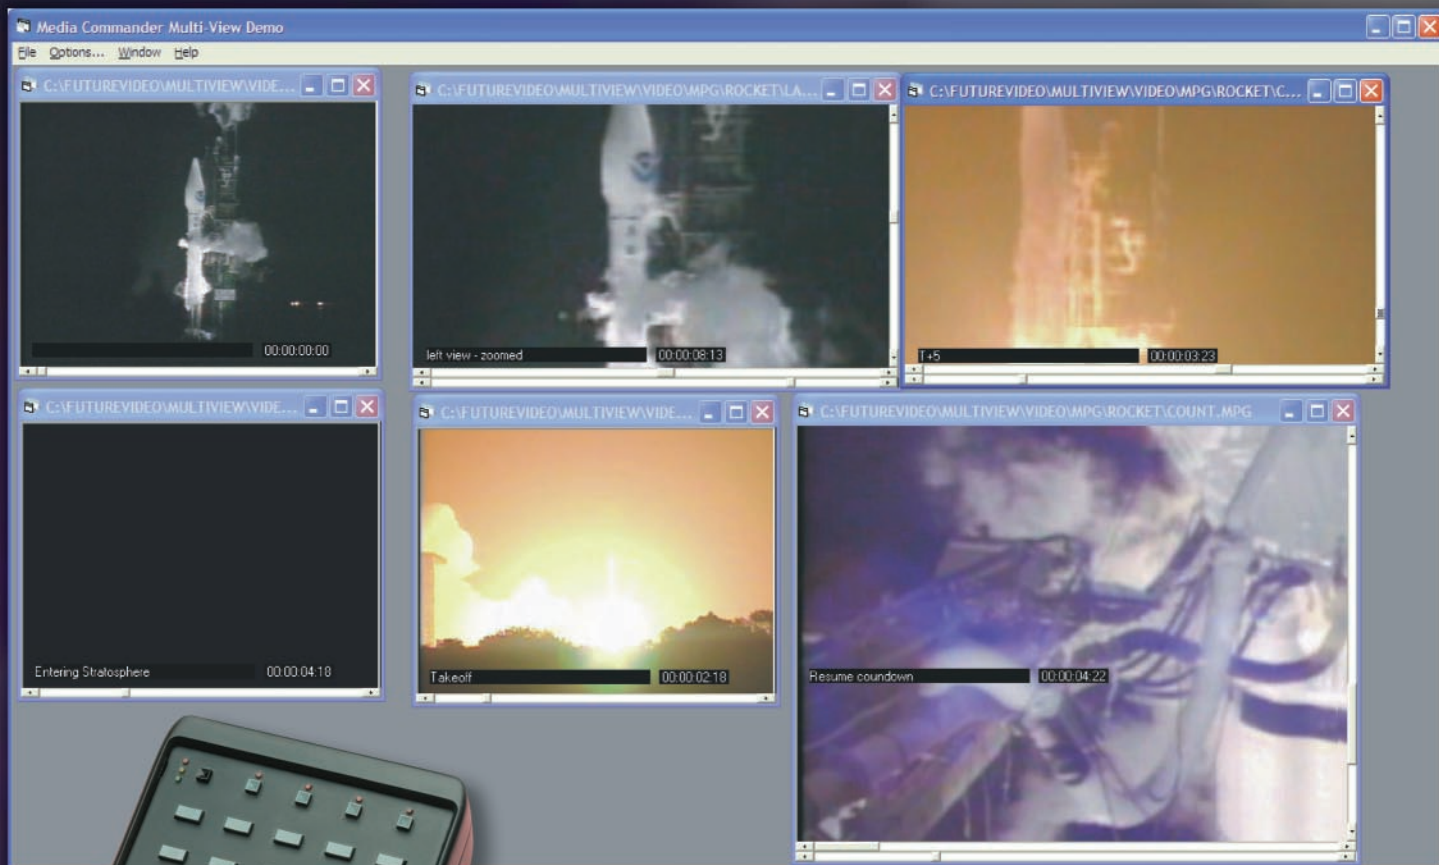 Media Commander Multi-View Demo
File Options... Window Help
C:\FUTUREVIDEO\MULTIVIEW\VIDE...
00:00:00:00
C:\FUTUREVIDEO\MULTIVIEW\VIDEO\MPG\ROCKET\LA...
left view - zoomed 00:00:08:13
C:\FUTUREVIDEO\MULTIVIEW\VIDEO\MPG\ROCKET\C...
T+5 00:00:03:23
C:\FUTUREVIDEO\MULTIVIEW\VIDE...
Entering Stratosphere 00:00:04:18
C:\FUTUREVIDEO\MULTIVIEW\VIDE...
Takeoff 00:00:02:18
C:\FUTUREVIDEO\MULTIVIEW\VIDEO\MPG\ROCKET\COUNT.MPG
Resume coundown 00:00:04:22